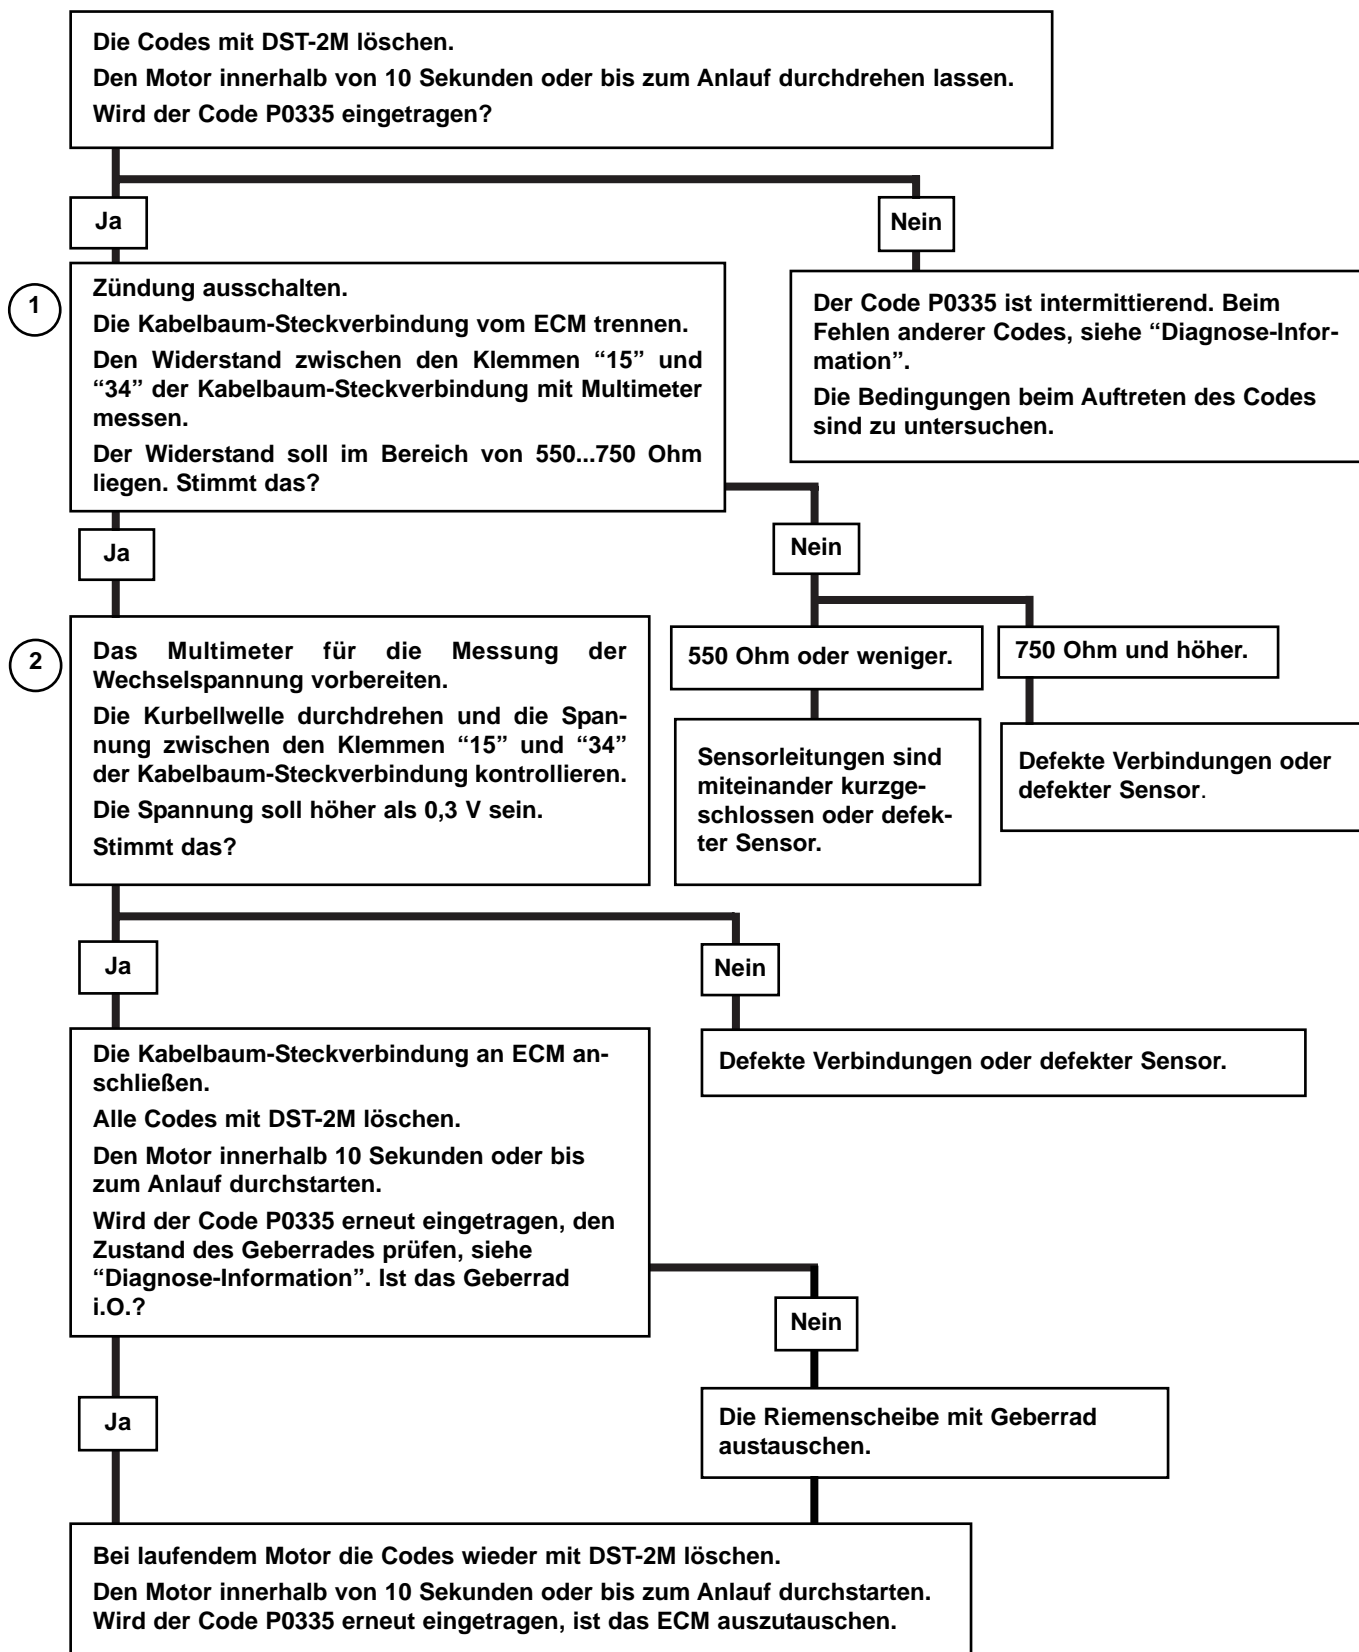 Die Codes mit DST-2M löschen.
Den Motor innerhalb von 10 Sekunden oder bis zum Anlauf durchdrehen lassen.
Wird der Code P0335 eingetragen?
Ja
Nein
1
Zündung ausschalten.
Die Kabelbaum-Steckverbindung vom ECM trennen.
Den Widerstand zwischen den Klemmen “15” und
“34” der Kabelbaum-Steckverbindung mit Multimeter
messen.
Der Widerstand soll im Bereich von 550...750 Ohm
liegen. Stimmt das?
Der Code P0335 ist intermittierend. Beim
Fehlen anderer Codes, siehe “Diagnose-Infor-
mation”.
Die Bedingungen beim Auftreten des Codes
sind zu untersuchen.
Ja
Nein
2
Das Multimeter für die Messung der
Wechselspannung vorbereiten.
Die Kurbellwelle durchdrehen und die Span-
nung zwischen den Klemmen “15” und “34”
der Kabelbaum-Steckverbindung kontrollieren.
Die Spannung soll höher als 0,3 V sein.
Stimmt das?
550 Ohm oder weniger.
750 Ohm und höher.
Sensorleitungen sind
miteinander kurzge-
schlossen oder defek-
ter Sensor.
Defekte Verbindungen oder
defekter Sensor.
Ja
Nein
Die Kabelbaum-Steckverbindung an ECM an-
schließen.
Alle Codes mit DST-2M löschen.
Den Motor innerhalb 10 Sekunden oder bis
zum Anlauf durchstarten.
Wird der Code P0335 erneut eingetragen, den
Zustand des Geberrades prüfen, siehe
“Diagnose-Information”. Ist das Geberrad
i.O.?
Defekte Verbindungen oder defekter Sensor.
Nein
Ja
Die Riemenscheibe mit Geberrad
austauschen.
Bei laufendem Motor die Codes wieder mit DST-2M löschen.
Den Motor innerhalb von 10 Sekunden oder bis zum Anlauf durchstarten.
Wird der Code P0335 erneut eingetragen, ist das ECM auszutauschen.